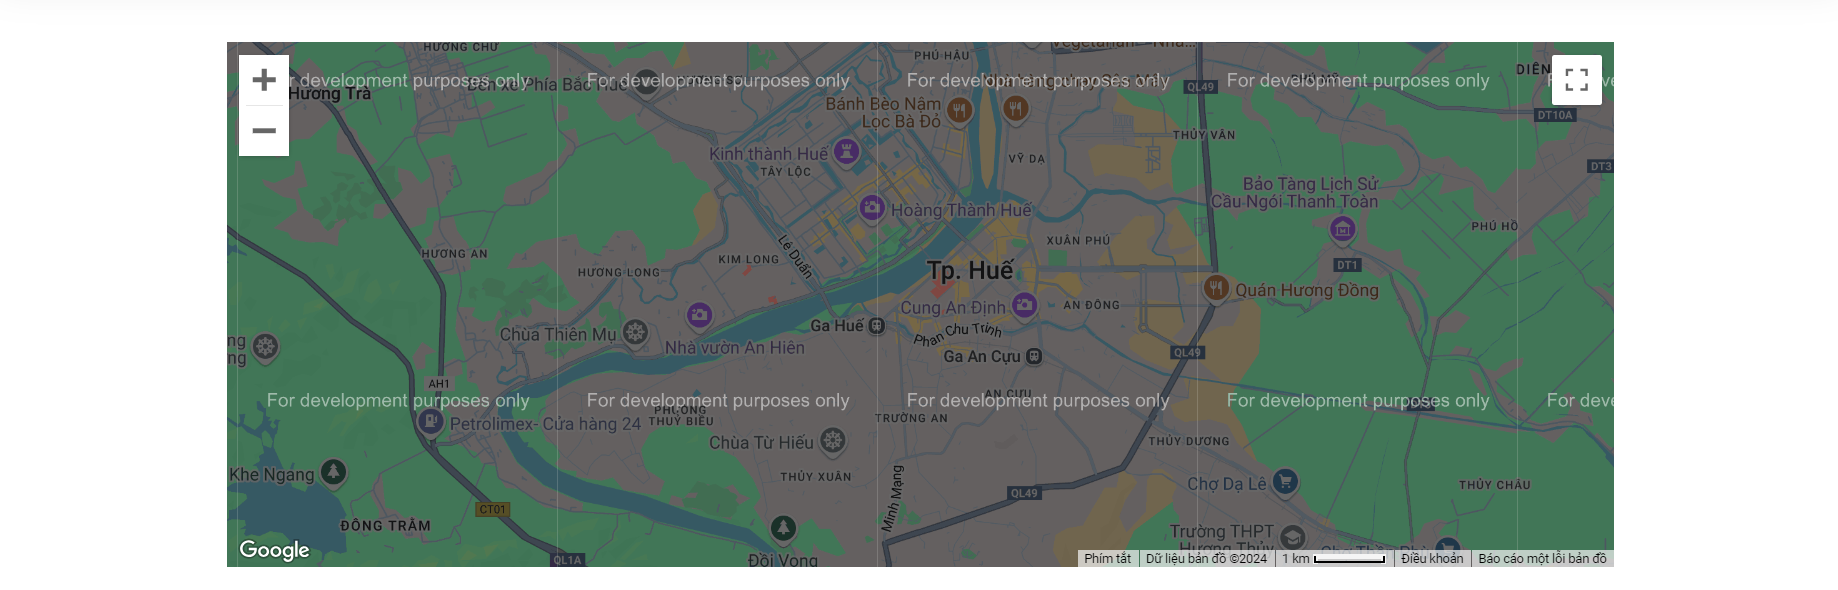 HƯƠNG CHỮ
PHÚ HẬU
For development purposes only
For development purposes only
For development purposes only
For development purposes only
Bến xe Phía Bắc Huế
DIÊN
QL49
Hương Trà
Bánh Bèo Nậm
Lọc Bà Đỏ
DT10A
THỦY VÂN
Kinh thành Huế
TÂY LỘC
VỸ DẠ
DT3
Bảo Tàng Lịch Sử
Cầu Ngói Thanh Toàn
Hoàng Thành Huế
PHÚ HỒ
XUÂN PHÚ
Lê Duẩn
HƯƠNG AN
KIM LONG
HƯƠNG LONG
Tp. Huế
DT1
Quán Hương Đồng
Cung An Định
AN ĐÔNG
Ga Huế
Phan Chu Trinh
Chùa Thiên Mụ
Nhà vườn An Hiên
Ga An Cựu
QL49
AH1
AN CỰU
For development purposes only
For development purposes only
For development purposes only
For development purposes only
For deve
PHƯỜNG
THUỶ BIỀU
TRƯỜNG AN
Petrolimex- Cửa hàng 24
Chùa Từ Hiếu
THỦY DƯƠNG
Khe Ngang
THỦY XUÂN
Minh Mạng
QL49
Chợ Dạ Lê
THỦY CHÂU
CT01
ĐÔNG TRẦM
Trường THPT
Hương Thủy
Google
QL1A
Đồi Vọng
Phím tắt
Dữ liệu bản đồ ©2024
1 km
Điều khoản
Báo cáo một lỗi bản đồ